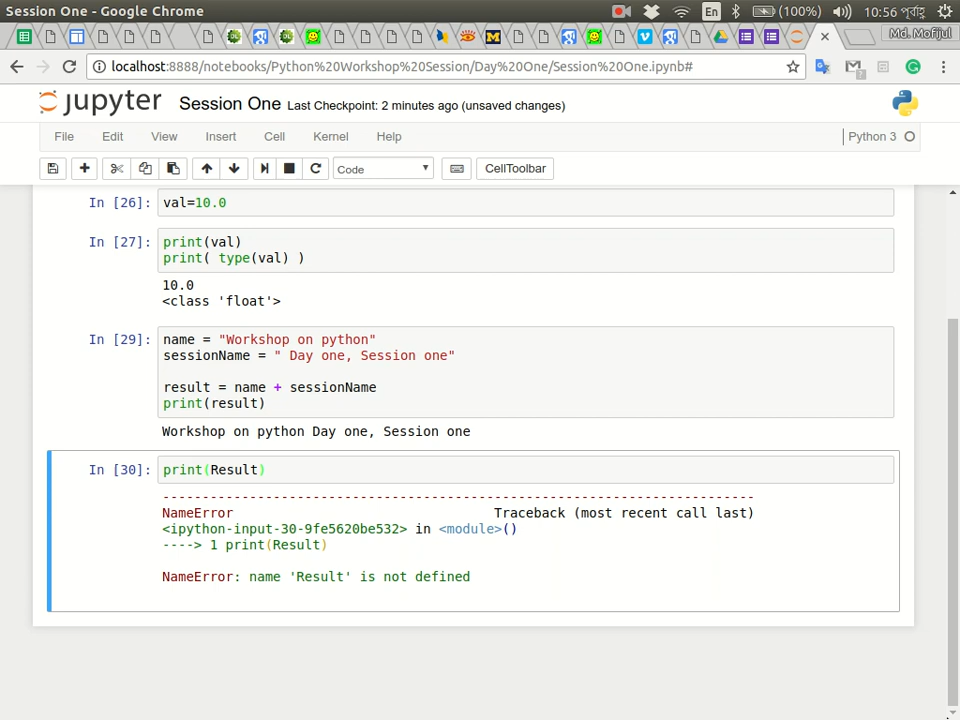 Session One - Google Chrome
En
(100%)
10:56 পূর্বাহ্ণ
Md. Mofijul
localhost:8888/notebooks/Python%20Workshop%20Session/Day%20One/Session%20One.ipynb#
jupyter Session One Last Checkpoint: 2 minutes ago (unsaved changes)
File Edit View Insert Cell Kernel Help Python 3
Code CellToolbar
In [26]: val=10.0
In [27]: print(val)
print( type(val) )
10.0
<class 'float'>
In [29]: name = "Workshop on python"
sessionName = " Day one, Session one"
result = name + sessionName
print(result)
Workshop on python Day one, Session one
In [30]: print(Result)
---------------------------------------------------------------------------
NameError Traceback (most recent call last)
<ipython-input-30-9fe5620be532> in <module>()
----> 1 print(Result)
NameError: name 'Result' is not defined